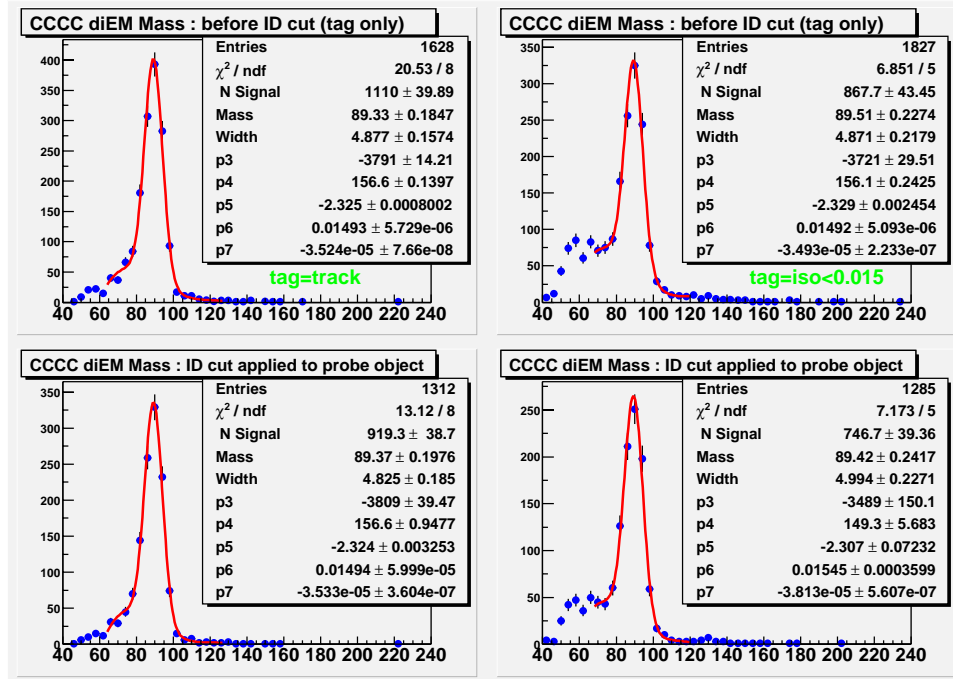 CCCC diEM Mass : before ID cut (tag only)
Entries 1628
χ² / ndf 20.53 / 8
N Signal 1110 ± 39.89
Mass 89.33 ± 0.1847
Width 4.877 ± 0.1574
p3 -3791 ± 14.21
p4 156.6 ± 0.1397
p5 -2.325 ± 0.0008002
p6 0.01493 ± 5.729e-06
p7 -3.524e-05 ± 7.66e-08
tag=track
400
350
300
250
200
150
100
50
0
40 60 80 100 120 140 160 180 200 220 240
CCCC diEM Mass : before ID cut (tag only)
Entries 1827
χ² / ndf 6.851 / 5
N Signal 867.7 ± 43.45
Mass 89.51 ± 0.2274
Width 4.871 ± 0.2179
p3 -3721 ± 29.51
p4 156.1 ± 0.2425
p5 -2.329 ± 0.002454
p6 0.01492 ± 5.093e-06
p7 -3.493e-05 ± 2.233e-07
tag=iso<0.015
350
300
250
200
150
100
50
0
40 60 80 100 120 140 160 180 200 220 240
CCCC diEM Mass : ID cut applied to probe object
Entries 1312
χ² / ndf 13.12 / 8
N Signal 919.3 ± 38.7
Mass 89.37 ± 0.1976
Width 4.825 ± 0.185
p3 -3809 ± 39.47
p4 156.6 ± 0.9477
p5 -2.324 ± 0.003253
p6 0.01494 ± 5.999e-05
p7 -3.533e-05 ± 3.604e-07
350
300
250
200
150
100
50
0
40 60 80 100 120 140 160 180 200 220 240
CCCC diEM Mass : ID cut applied to probe object
Entries 1285
χ² / ndf 7.173 / 5
N Signal 746.7 ± 39.36
Mass 89.42 ± 0.2417
Width 4.994 ± 0.2271
p3 -3489 ± 150.1
p4 149.3 ± 5.683
p5 -2.307 ± 0.07232
p6 0.01545 ± 0.0003599
p7 -3.813e-05 ± 5.607e-07
250
200
150
100
50
0
40 60 80 100 120 140 160 180 200 220 240